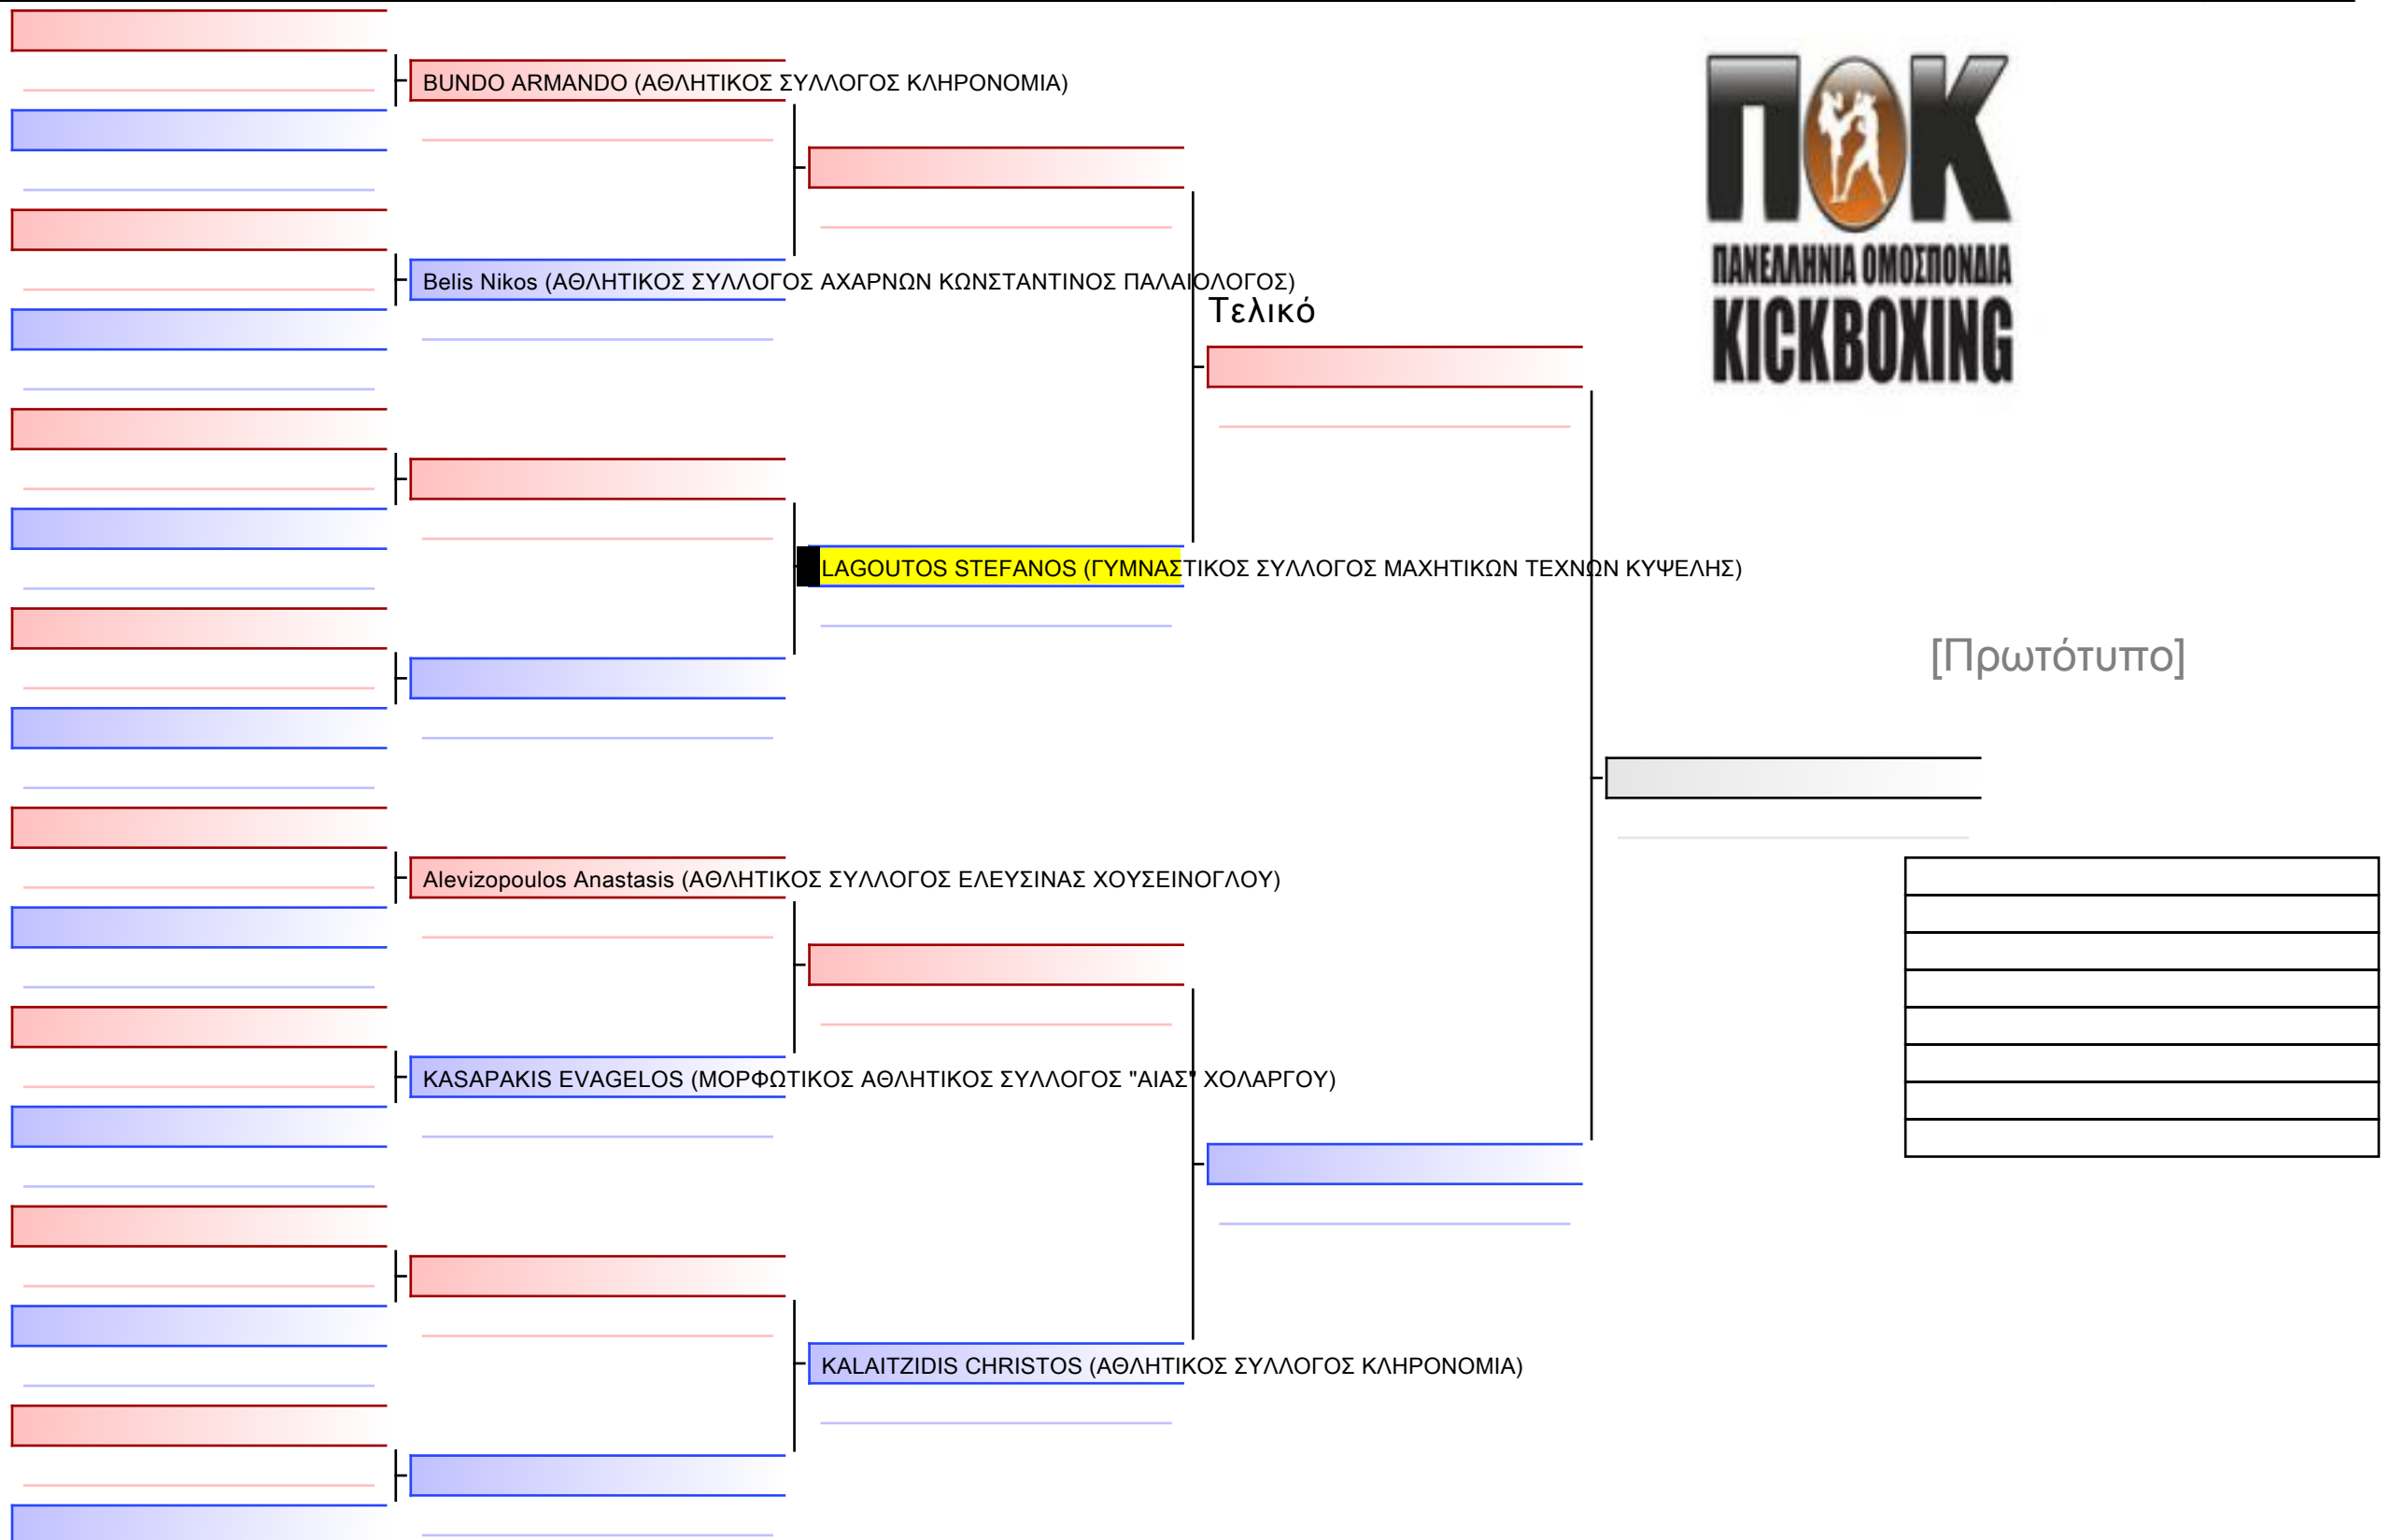 BUNDO ARMANDO (ΑΘΛΗΤΙΚΟΣ ΣΥΛΛΟΓΟΣ ΚΛΗΡΟΝΟΜΙΑ)
ΠΟΚ
ΠΑΝΕΛΛΗΝΙΑ ΟΜΟΣΠΟΝΔΙΑ
KICKBOXING
Belis Nikos (ΑΘΛΗΤΙΚΟΣ ΣΥΛΛΟΓΟΣ ΑΧΑΡΝΩΝ ΚΩΝΣΤΑΝΤΙΝΟΣ ΠΑΛΑΙΟΛΟΓΟΣ)
Τελικό
LAGOUTOS STEFANOS (ΓΥΜΝΑΣΤΙΚΟΣ ΣΥΛΛΟΓΟΣ ΜΑΧΗΤΙΚΩΝ ΤΕΧΝΩΝ ΚΥΨΕΛΗΣ)
[Πρωτότυπο]
Alevizopoulos Anastasis (ΑΘΛΗΤΙΚΟΣ ΣΥΛΛΟΓΟΣ ΕΛΕΥΣΙΝΑΣ ΧΟΥΣΕΙΝΟΓΛΟΥ)
KASAPAKIS EVAGELOS (ΜΟΡΦΩΤΙΚΟΣ ΑΘΛΗΤΙΚΟΣ ΣΥΛΛΟΓΟΣ "ΑΙΑΣ" ΧΟΛΑΡΓΟΥ)
KALAITZIDIS CHRISTOS (ΑΘΛΗΤΙΚΟΣ ΣΥΛΛΟΓΟΣ ΚΛΗΡΟΝΟΜΙΑ)